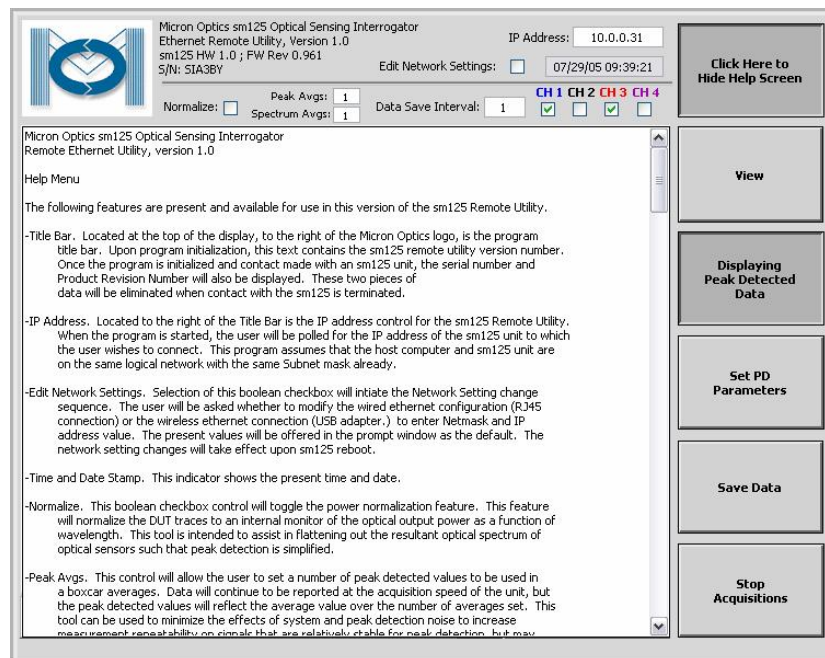 Micron Optics sm125 Optical Sensing Interrogator
Ethernet Remote Utility, Version 1.0
sm125 HW 1.0 ; FW Rev 0.961
S/N: SIA3BY
IP Address: 10.0.0.31
Edit Network Settings: 07/29/05 09:39:21
Normalize:
Peak Avgs: 1
Spectrum Avgs: 1
Data Save Interval: 1
CH 1 CH 2 CH 3 CH 4
Click Here to
Hide Help Screen
Micron Optics sm125 Optical Sensing Interrogator
Remote Ethernet Utility, version 1.0
Help Menu
The following features are present and available for use in this version of the sm125 Remote Utility.
-Title Bar. Located at the top of the display, to the right of the Micron Optics logo, is the program
title bar. Upon program initialization, this text contains the sm125 remote utility version number.
Once the program is initialized and contact made with an sm125 unit, the serial number and
Product Revision Number will also be displayed. These two pieces of
data will be eliminated when contact with the sm125 is terminated.
-IP Address. Located to the right of the Title Bar is the IP address control for the sm125 Remote Utility.
When the program is started, the user will be polled for the IP address of the sm125 unit to which
the user wishes to connect. This program assumes that the host computer and sm125 unit are
on the same logical network with the same Subnet mask already.
-Edit Network Settings. Selection of this boolean checkbox will intiate the Network Setting change
sequence. The user will be asked whether to modify the wired ethernet configuration (RJ45
connection) or the wireless ethernet connection (USB adapter.) to enter Netmask and IP
address value. The present values will be offered in the prompt window as the default. The
network setting changes will take effect upon sm125 reboot.
-Time and Date Stamp. This indicator shows the present time and date.
-Normalize. This boolean checkbox control will toggle the power normalization feature. This feature
will normalize the DUT traces to an internal monitor of the optical output power as a function of
wavelength. This tool is intended to assist in flattening out the resultant optical spectrum of
optical sensors such that peak detection is simplified.
-Peak Avgs. This control will allow the user to set a number of peak detected values to be used in
a boxcar averages. Data will continue to be reported at the acquisition speed of the unit, but
the peak detected values will reflect the average value over the number of averages set. This
tool can be used to minimize the effects of system and peak detection noise to increase
measurement repeatability on signals that are relatively stable for peak detection, but may
View
Displaying
Peak Detected
Data
Set PD
Parameters
Save Data
Stop
Acquisitions